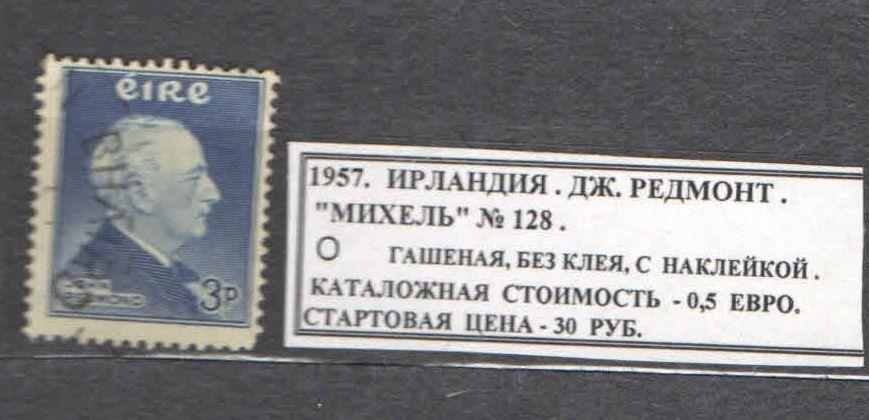 éIRe
3p
1957. ИРЛАНДИЯ. ДЖ. РЕДМОНТ.
"МИХЕЛЬ" № 128.
О ГАШЕНАЯ, БЕЗ КЛЕЯ, С НАКЛЕЙКОЙ.
КАТАЛОЖНАЯ СТОИМОСТЬ - 0,5 ЕВРО.
СТАРТОВАЯ ЦЕНА - 30 РУБ.